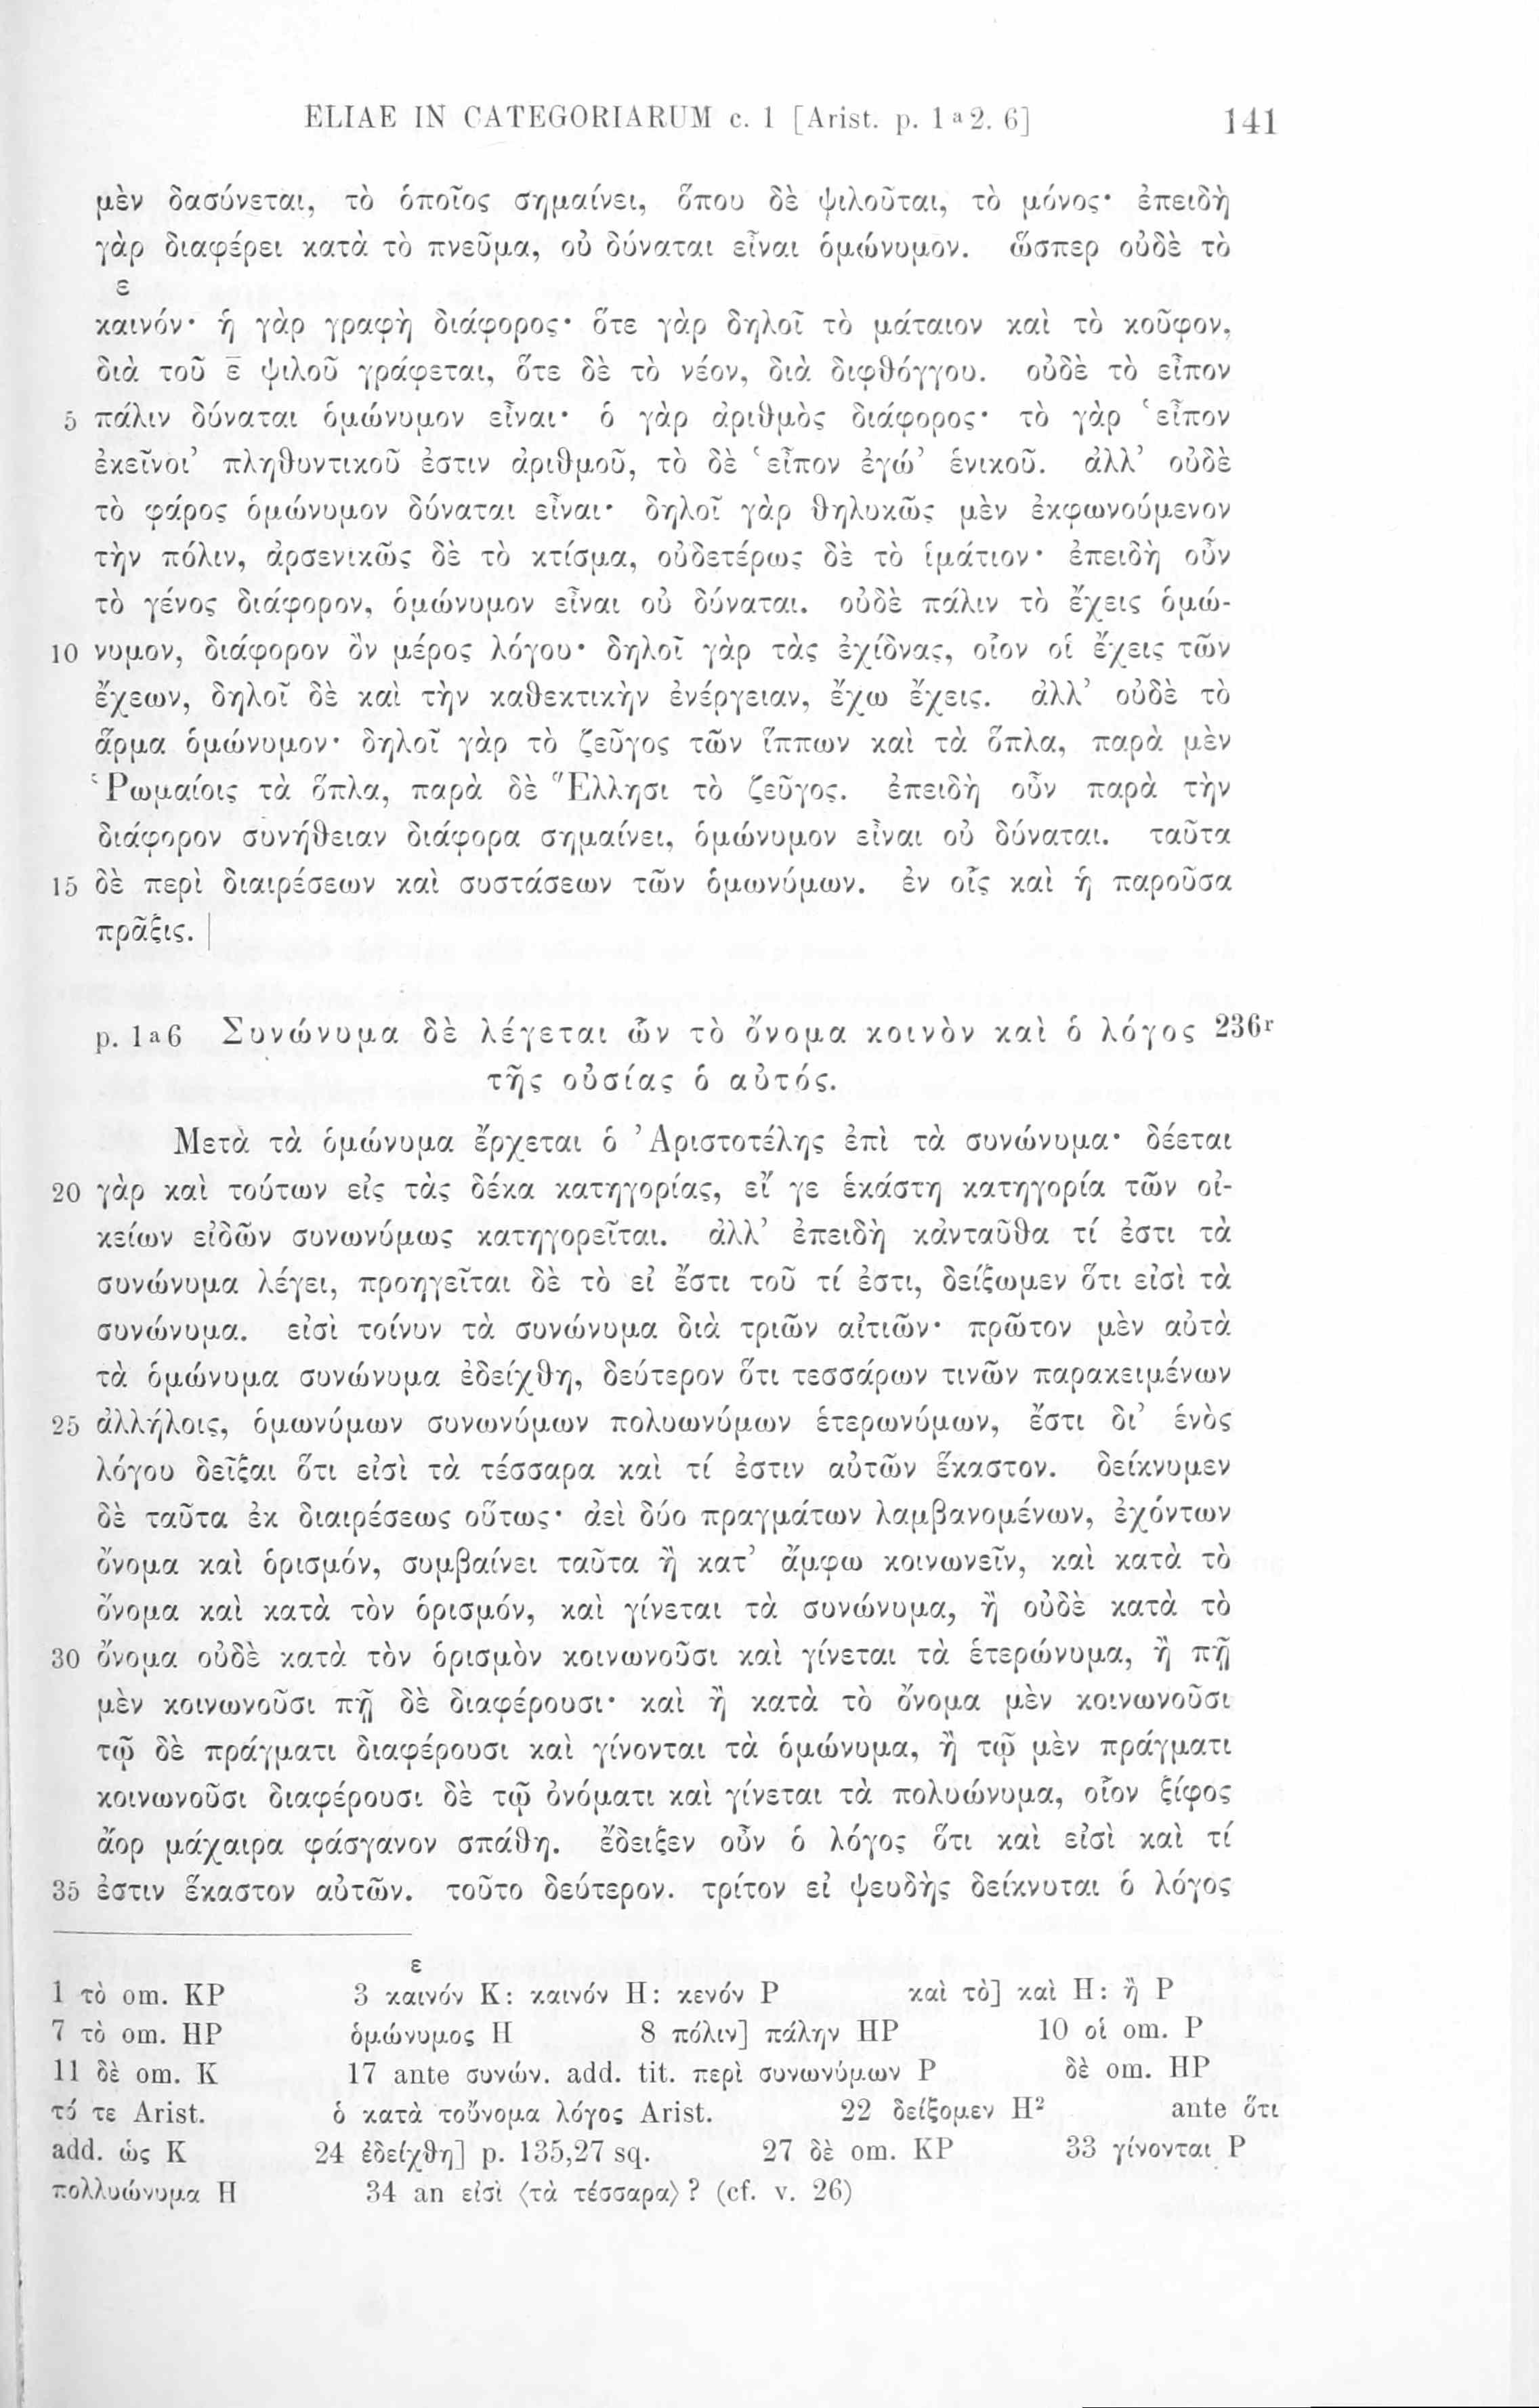 ELIAE IN CATEGORIARUM c. 1 [Arist. p. 1ª2. 6] 141
μὲν δασύνεται, τὸ ὁποῖος σημαίνει, ὅπου δὲ ψιλοῦται, τὸ μόνος· ἐπειδὴ
γὰρ διαφέρει κατὰ τὸ πνεῦμα, οὐ δύναται εἶναι ὁμώνυμον. ὥσπερ οὐδὲ τὸ
ε
καινόν· ἡ γὰρ γραφὴ διάφορος· ὅτε γὰρ δηλοῖ τὸ μάταιον καὶ τὸ κοῦφον,
διὰ τοῦ ε̄ ψιλοῦ γράφεται, ὅτε δὲ τὸ νέον, διὰ διφθόγγου. οὐδὲ τὸ εἶπον
5 πάλιν δύναται ὁμώνυμον εἶναι· ὁ γὰρ ἀριθμὸς διάφορος· τὸ γὰρ ‘εἶπον
ἐκεῖνοι’ πληθυντικοῦ ἐστιν ἀριθμοῦ, τὸ δὲ ‘εἶπον ἐγώ’ ἑνικοῦ. ἀλλ’ οὐδὲ
τὸ φάρος ὁμώνυμον δύναται εἶναι· δηλοῖ γὰρ θηλυκῶς μὲν ἐκφωνούμενον
τὴν πόλιν, ἀρσενικῶς δὲ τὸ κτίσμα, οὐδετέρως δὲ τὸ ἱμάτιον· ἐπειδὴ οὖν
τὸ γένος διάφορον, ὁμώνυμον εἶναι οὐ δύναται. οὐδὲ πάλιν τὸ ἔχεις ὁμώ-
10 νυμον, διάφορον ὂν μέρος λόγου· δηλοῖ γὰρ τὰς ἐχίδνας, οἷον οἱ ἔχεις τῶν
ἔχεων, δηλοῖ δὲ καὶ τὴν καθεκτικὴν ἐνέργειαν, ἔχω ἔχεις. ἀλλ’ οὐδὲ τὸ
ἅρμα ὁμώνυμον· δηλοῖ γὰρ τὸ ζεῦγος τῶν ἵππων καὶ τὰ ὅπλα, παρὰ μὲν
Ῥωμαίοις τὰ ὅπλα, παρὰ δὲ Ἕλλησι τὸ ζεῦγος. ἐπειδὴ οὖν παρὰ τὴν
διάφορον συνήθειαν διάφορα σημαίνει, ὁμώνυμον εἶναι οὐ δύναται. ταῦτα
15 δὲ περὶ διαιρέσεων καὶ συστάσεων τῶν ὁμωνύμων. ἐν οἷς καὶ ἡ παροῦσα
πρᾶξις. |
p. 1ª6 Συνώνυμα δὲ λέγεται ὧν τὸ ὄνομα κοινὸν καὶ ὁ λόγος 236ʳ
τῆς οὐσίας ὁ αὐτός.
Μετὰ τὰ ὁμώνυμα ἔρχεται ὁ Ἀριστοτέλης ἐπὶ τὰ συνώνυμα· δέεται
20 γὰρ καὶ τούτων εἰς τὰς δέκα κατηγορίας, εἴ γε ἑκάστη κατηγορία τῶν οἰ-
κείων εἰδῶν συνωνύμως κατηγορεῖται. ἀλλ’ ἐπειδὴ κἀνταῦθα τί ἐστι τὰ
συνώνυμα λέγει, προηγεῖται δὲ τὸ εἰ ἔστι τοῦ τί ἐστι, δείξωμεν ὅτι εἰσὶ τὰ
συνώνυμα. εἰσὶ τοίνυν τὰ συνώνυμα διὰ τριῶν αἰτιῶν· πρῶτον μὲν αὐτὰ
τὰ ὁμώνυμα συνώνυμα ἐδείχθη, δεύτερον ὅτι τεσσάρων τινῶν παρακειμένων
25 ἀλλήλοις, ὁμωνύμων συνωνύμων πολυωνύμων ἑτερωνύμων, ἔστι δι’ ἑνὸς
λόγου δεῖξαι ὅτι εἰσὶ τὰ τέσσαρα καὶ τί ἐστιν αὐτῶν ἕκαστον. δείκνυμεν
δὲ ταῦτα ἐκ διαιρέσεως οὕτως· ἀεὶ δύο πραγμάτων λαμβανομένων, ἐχόντων
ὄνομα καὶ ὁρισμόν, συμβαίνει ταῦτα ἢ κατ’ ἄμφω κοινωνεῖν, καὶ κατὰ τὸ
ὄνομα καὶ κατὰ τὸν ὁρισμόν, καὶ γίνεται τὰ συνώνυμα, ἢ οὐδὲ κατὰ τὸ
30 ὄνομα οὐδὲ κατὰ τὸν ὁρισμὸν κοινωνοῦσι καὶ γίνεται τὰ ἑτερώνυμα, ἢ πῇ
μὲν κοινωνοῦσι πῇ δὲ διαφέρουσι· καὶ ἢ κατὰ τὸ ὄνομα μὲν κοινωνοῦσι
τῷ δὲ πράγματι διαφέρουσι καὶ γίνονται τὰ ὁμώνυμα, ἢ τῷ μὲν πράγματι
κοινωνοῦσι διαφέρουσι δὲ τῷ ὀνόματι καὶ γίνεται τὰ πολυώνυμα, οἷον ξίφος
ἄορ μάχαιρα φάσγανον σπάθη. ἔδειξεν οὖν ὁ λόγος ὅτι καὶ εἰσὶ καὶ τί
35 ἐστιν ἕκαστον αὐτῶν. τοῦτο δεύτερον. τρίτον εἰ ψευδὴς δείκνυται ὁ λόγος
ε
1 τὸ om. KP 3 καινόν K: καινόν H: κενόν P καὶ τὸ] καὶ H: ἢ P
7 τὸ om. HP ὁμώνυμος H 8 πόλιν] πάλην HP 10 οἱ om. P
11 δὲ om. K 17 ante συνών. add. tit. περὶ συνωνύμων P δὲ om. HP
τό τε Arist. ὁ κατὰ τοὔνομα λόγος Arist. 22 δείξομεν H² ante ὅτι
add. ὡς K 24 ἐδείχθη] p. 135,27 sq. 27 δὲ om. KP 33 γίνονται P
πολλυώνυμα H 34 an εἰσὶ ⟨τὰ τέσσαρα⟩? (cf. v. 26)